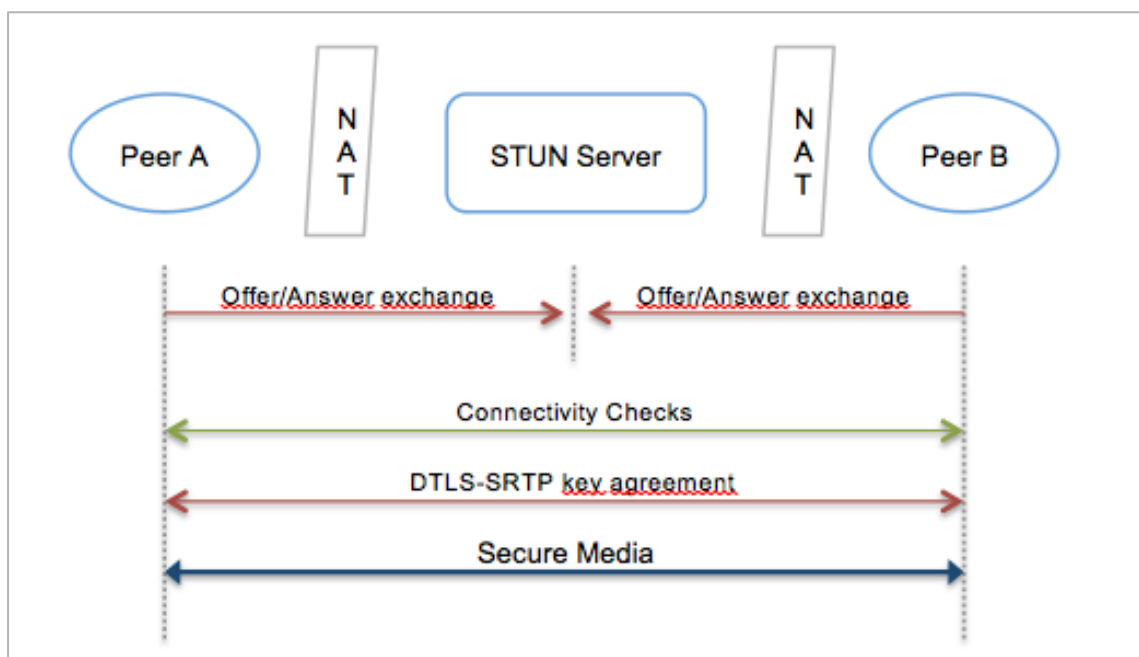 Peer A
N
A
T
STUN Server
N
A
T
Peer B
Offer/Answer exchange
Offer/Answer exchange
Connectivity Checks
DTLS-SRTP key agreement
Secure Media